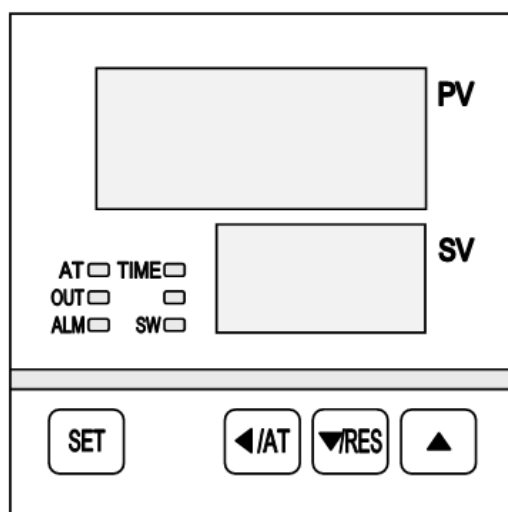 PV
SV
AT TIME
OUT
ALM SW
SET ◀/AT ▼/RES ▲